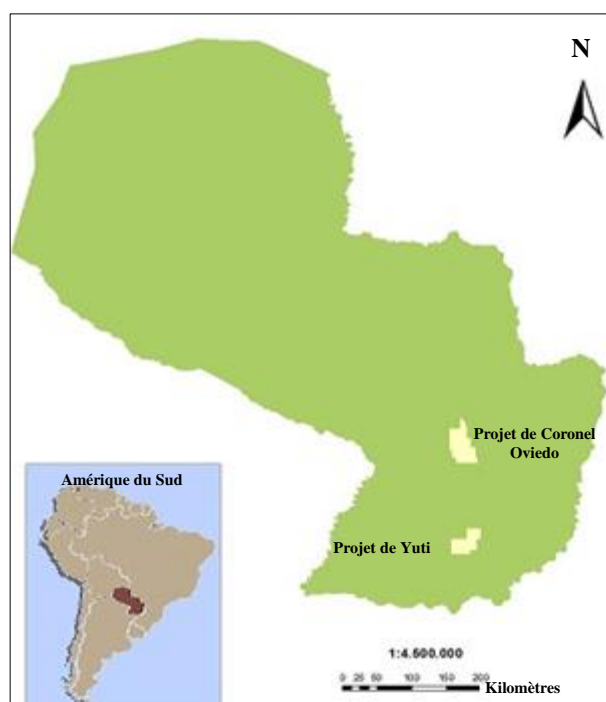 N
Projet de Coronel
Oviedo
Amérique du Sud
Projet de Yuti
1:4.500.000
0 25 50 100 150 200 Kilomètres